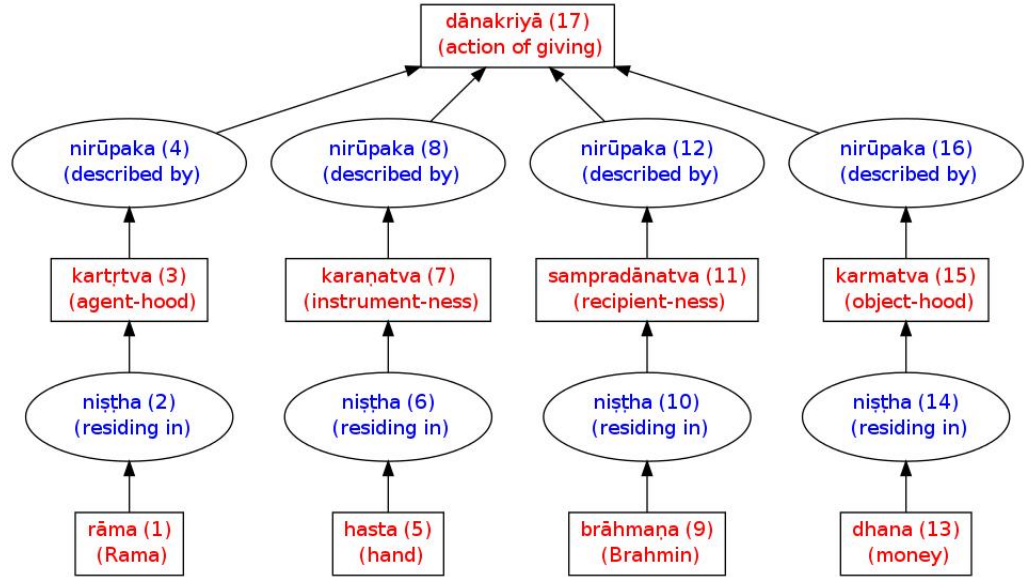 dānakriyā (17)
(action of giving)
nirūpaka (4)
(described by)
nirūpaka (8)
(described by)
nirūpaka (12)
(described by)
nirūpaka (16)
(described by)
kartṛtva (3)
(agent-hood)
karaṇatva (7)
(instrument-ness)
sampradānatva (11)
(recipient-ness)
karmatva (15)
(object-hood)
niṣṭha (2)
(residing in)
niṣṭha (6)
(residing in)
niṣṭha (10)
(residing in)
niṣṭha (14)
(residing in)
rāma (1)
(Rama)
hasta (5)
(hand)
brāhmaṇa (9)
(Brahmin)
dhana (13)
(money)